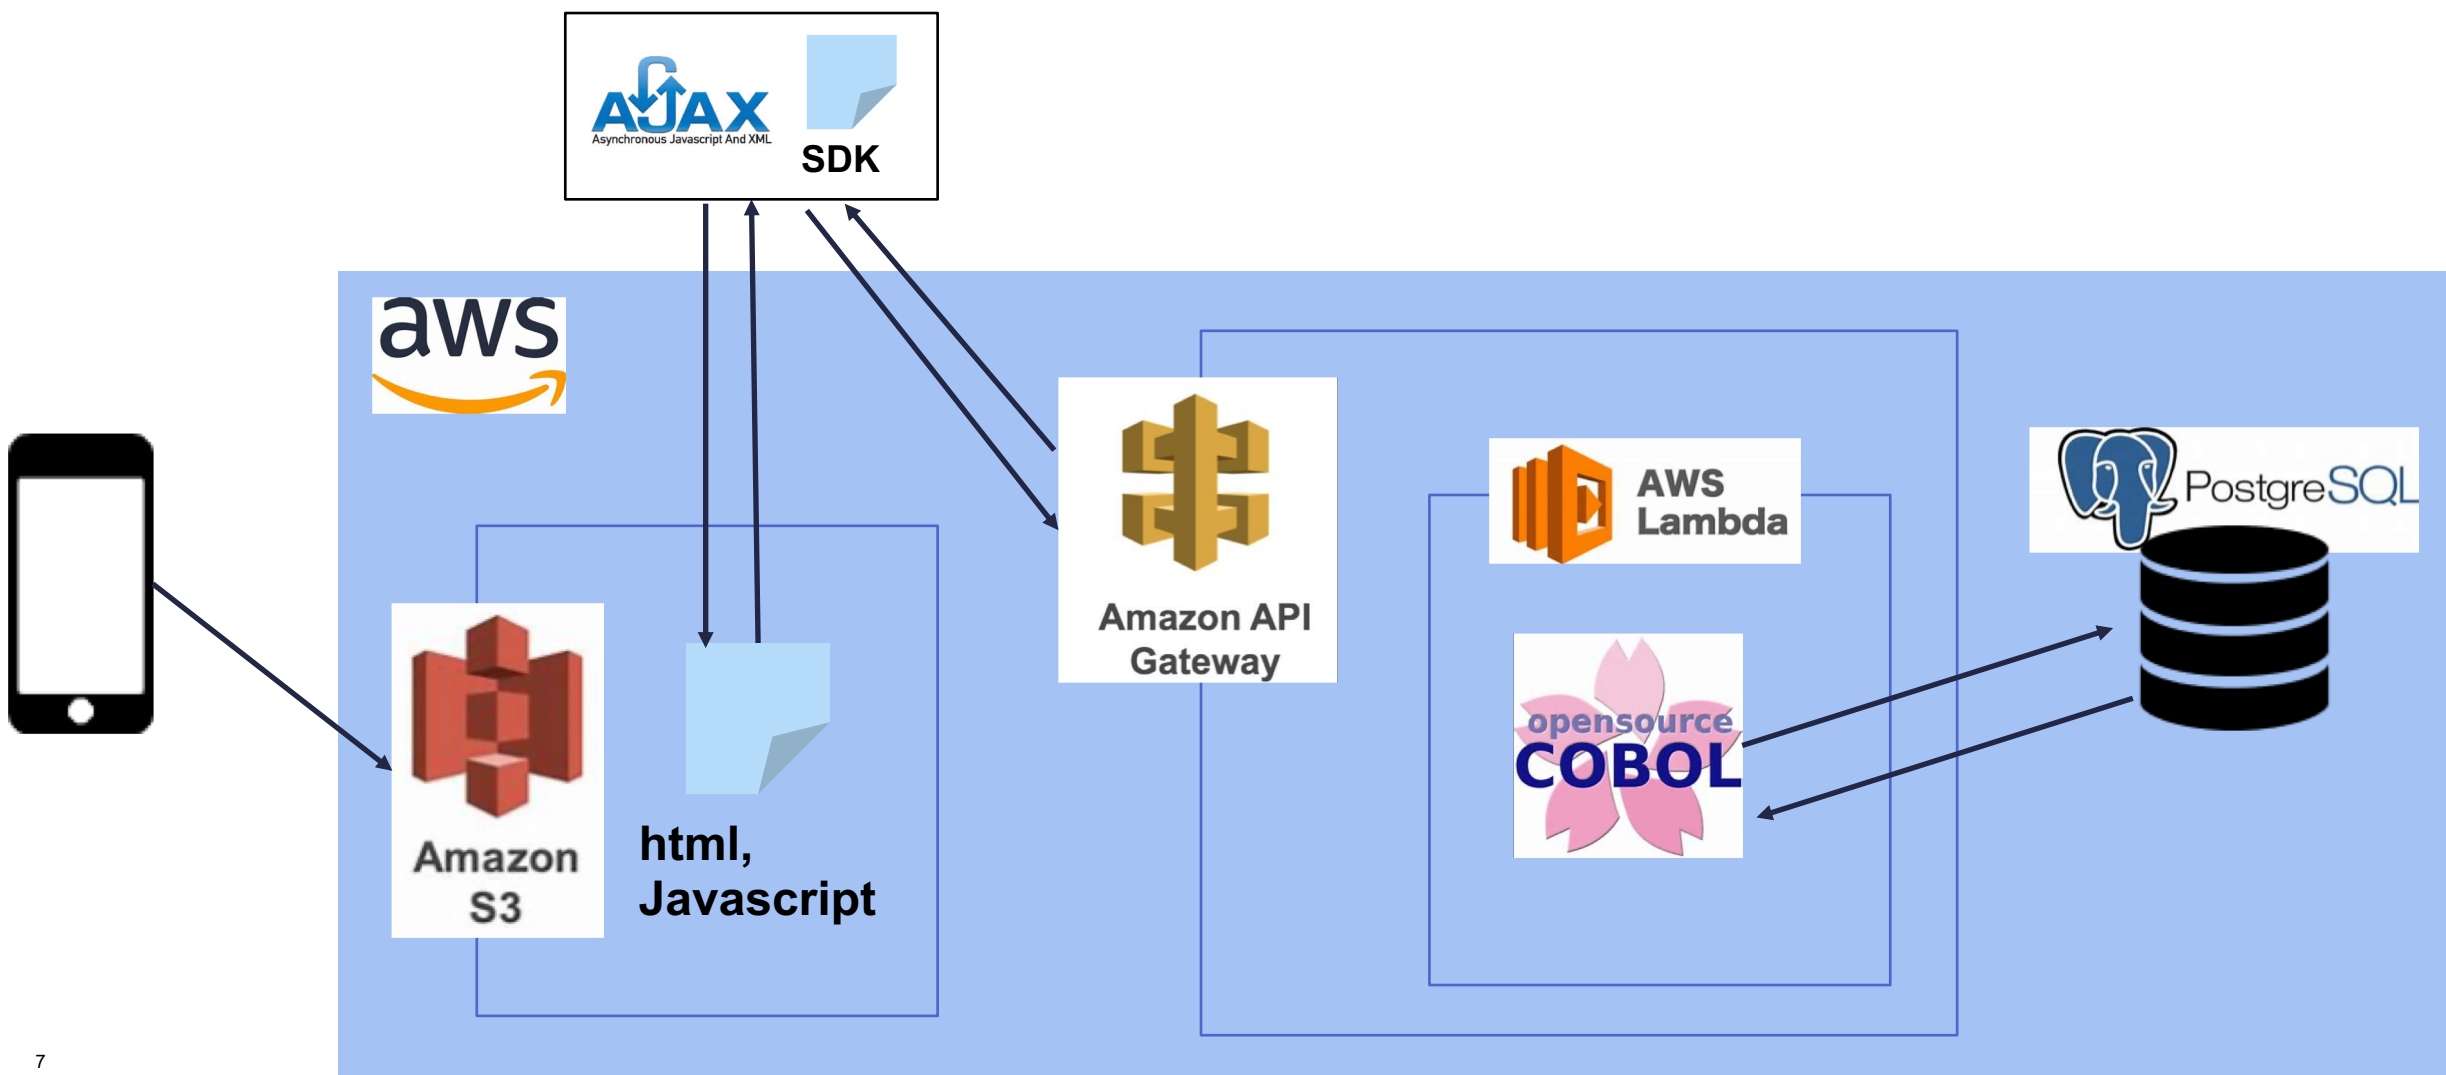 AJAX
Asynchronous Javascript And XML
SDK
aws
Amazon API
Gateway
AWS
Lambda
PostgreSQL
opensource
COBOL
Amazon
S3
html,
Javascript
7